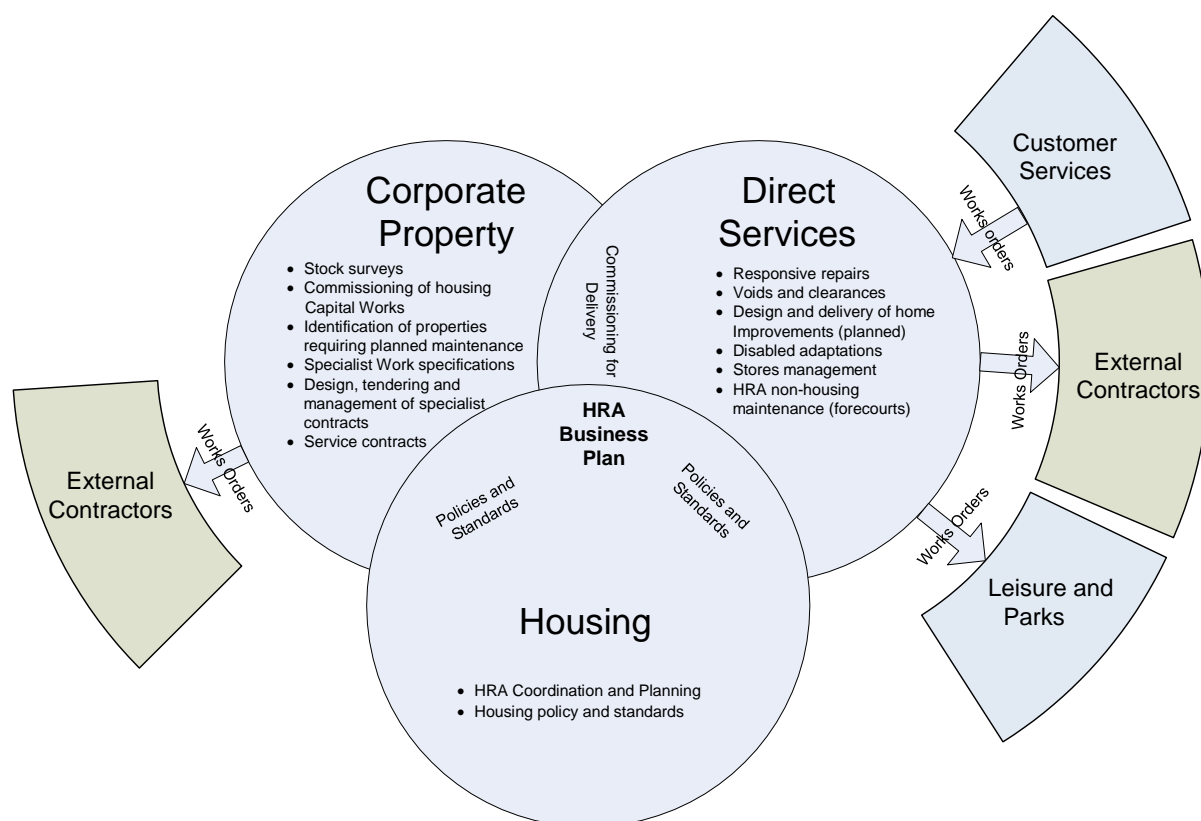 Corporate
Property
• Stock surveys
• Commissioning of housing
Capital Works
• Identification of properties
requiring planned maintenance
• Specialist Work specifications
• Design, tendering and
management of specialist
contracts
• Service contracts
Commissioning for
Delivery
Direct
Services
• Responsive repairs
• Voids and clearances
• Design and delivery of home
Improvements (planned)
• Disabled adaptations
• Stores management
• HRA non-housing
maintenance (forecourts)
HRA
Business
Plan
Policies and
Standards
Policies and
Standards
Housing
• HRA Coordination and Planning
• Housing policy and standards
Works Orders
External
Contractors
Works orders
Customer
Services
Works Orders
External
Contractors
Works Orders
Leisure and
Parks